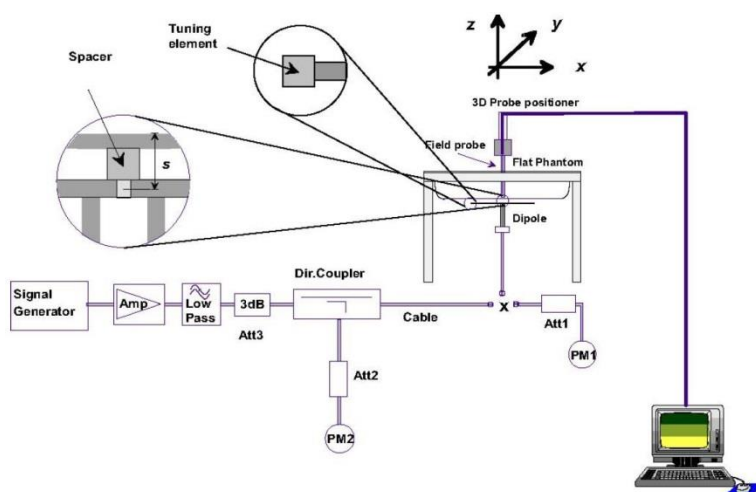 Tuning
element
Spacer
s
z
y
x
3D Probe positioner
Field probe
Flat Phantom
Dipole
Signal
Generator
Amp
Low
Pass
3dB
Att3
Dir.Coupler
Cable
x
Att1
PM1
Att2
PM2